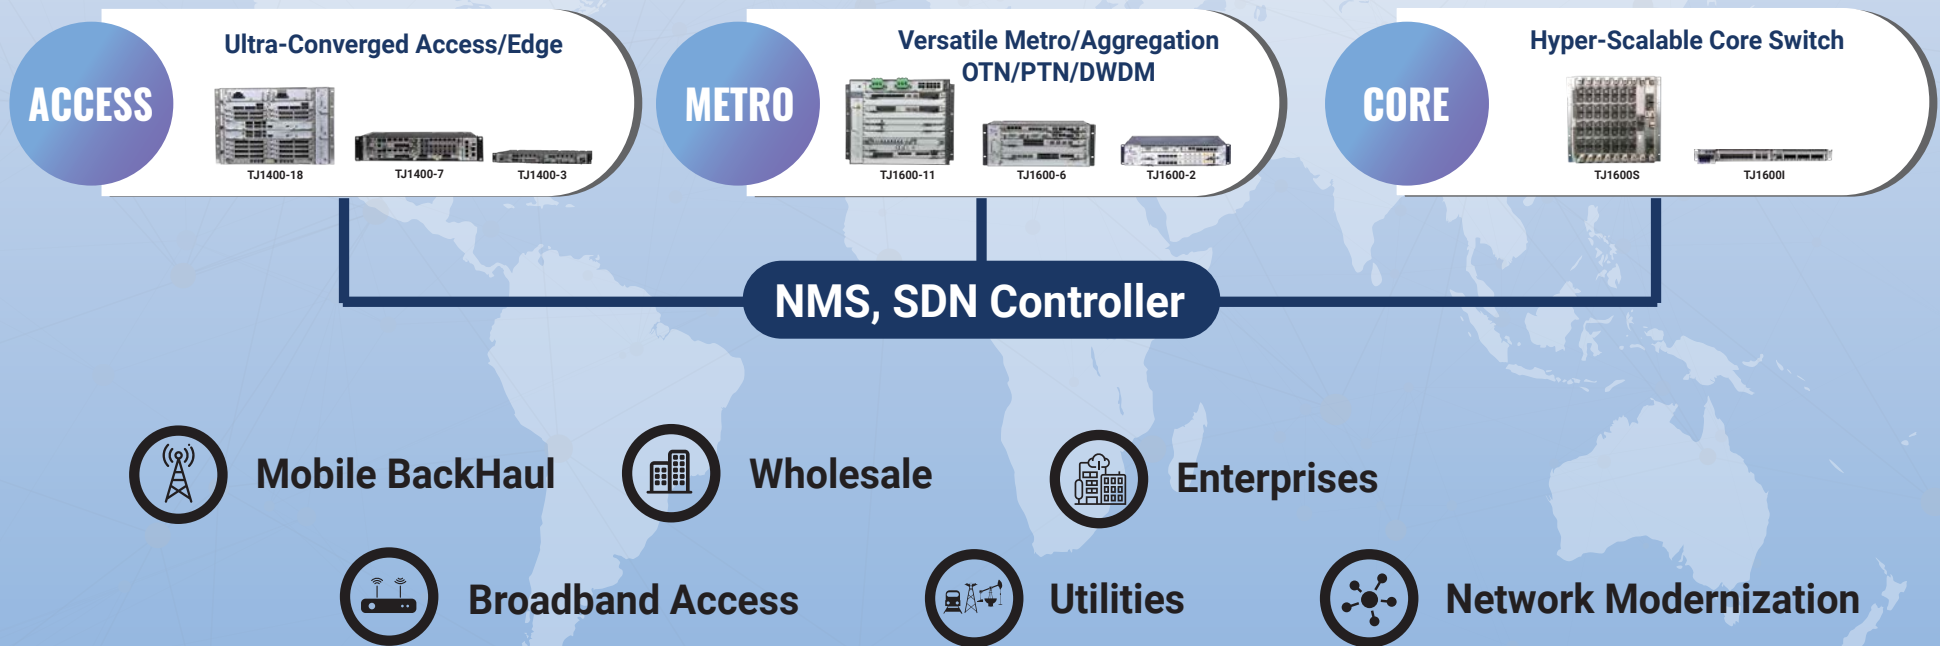 ACCESS
Ultra-Converged Access/Edge
TJ1400-18
TJ1400-7
TJ1400-3
METRO
Versatile Metro/Aggregation
OTN/PTN/DWDM
TJ1600-11
TJ1600-6
TJ1600-2
CORE
Hyper-Scalable Core Switch
TJ1600S
TJ1600I
NMS, SDN Controller
Mobile BackHaul
Wholesale
Enterprises
Broadband Access
Utilities
Network Modernization